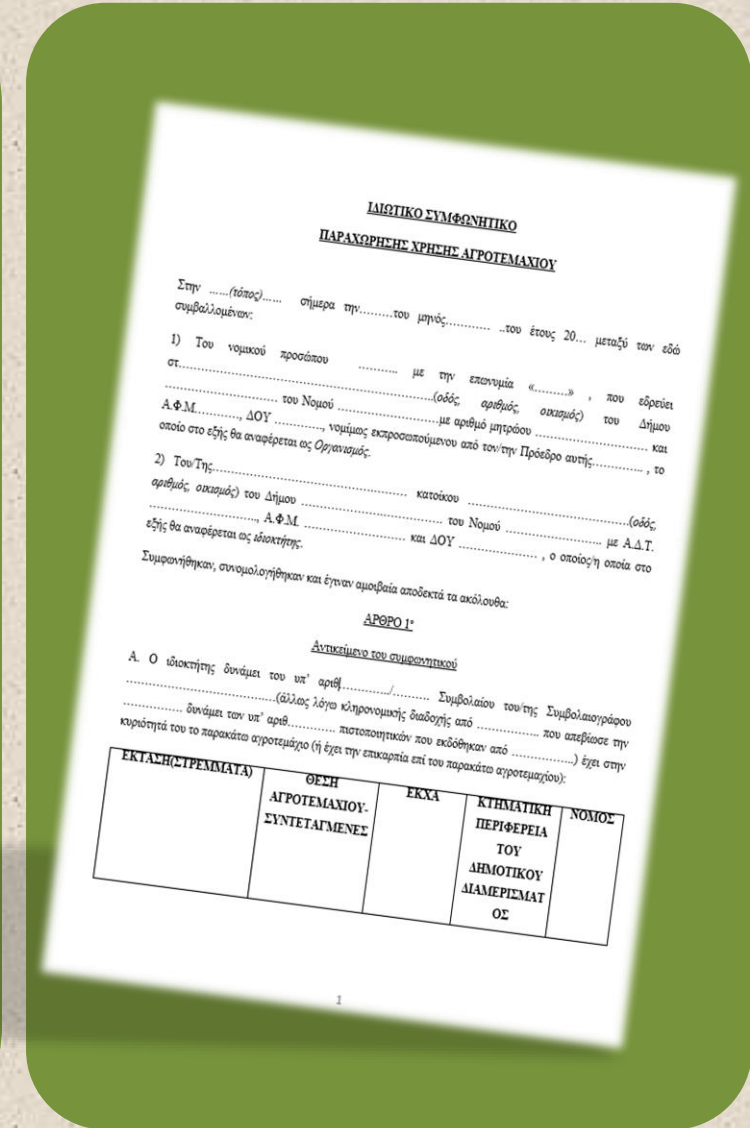 ΙΔΙΩΤΙΚΟ ΣΥΜΦΩΝΗΤΙΚΟ
ΠΑΡΑΧΩΡΗΣΗΣ ΧΡΗΣΗΣ ΑΓΡΟΤΕΜΑΧΙΟΥ
Στην ……(τόπος)…… σήμερα την………του μηνός………… ..του έτους 20… μεταξύ των εδώ
συμβαλλομένων:
1) Του νομικού προσώπου ……….. με την επωνυμία «………» , που εδρεύει
στ…………………………………………………………(οδός, αριθμός, οικισμός) του Δήμου
………………………… του Νομού ………………………με αριθμό μητρώου ………………………… και
Α.Φ.Μ…………, ΔΟΥ …………, νομίμως εκπροσωπούμενου από τον/την Πρόεδρο αυτής…………… , το
οποίο στο εξής θα αναφέρεται ως Οργανισμός.
2) Του/Της…………………………………………… κατοίκου ……………………………………(οδός,
αριθμός, οικισμός) του Δήμου ……………………………… του Νομού …………………… με Α.Δ.Τ.
………………………, Α.Φ.Μ. ……………………… και ΔΟΥ ………………… , ο οποίος/η οποία στο
εξής θα αναφέρεται ως ιδιοκτήτης.
Συμφωνήθηκαν, συνομολογήθηκαν και έγιναν αμοιβαία αποδεκτά τα ακόλουθα:
ΑΡΘΡΟ 1º
Αντικείμενο του συμφωνητικού
Α. Ο ιδιοκτήτης δυνάμει του υπ’ αριθ…………/……… Συμβολαίου του/της Συμβολαιογράφου
…………………………………(άλλως λόγω κληρονομικής διαδοχής από …………… που απεβίωσε την
…………… δυνάμει των υπ’ αριθ………… πιστοποιητικών που εκδόθηκαν από ……………) έχει στην
κυριότητά του το παρακάτω αγροτεμάχιο (ή έχει την επικαρπία επί του παρακάτω αγροτεμαχίου):
ΕΚΤΑΣΗ(ΣΤΡΕΜΜΑΤΑ)
ΘΕΣΗ
ΑΓΡΟΤΕΜΑΧΙΟΥ-
ΣΥΝΤΕΤΑΓΜΕΝΕΣ
ΕΚΧΑ
ΚΤΗΜΑΤΙΚΗ
ΠΕΡΙΦΕΡΕΙΑ
ΤΟΥ
ΔΗΜΟΤΙΚΟΥ
ΔΙΑΜΕΡΙΣΜΑΤ
ΟΣ
ΝΟΜΟΣ
1